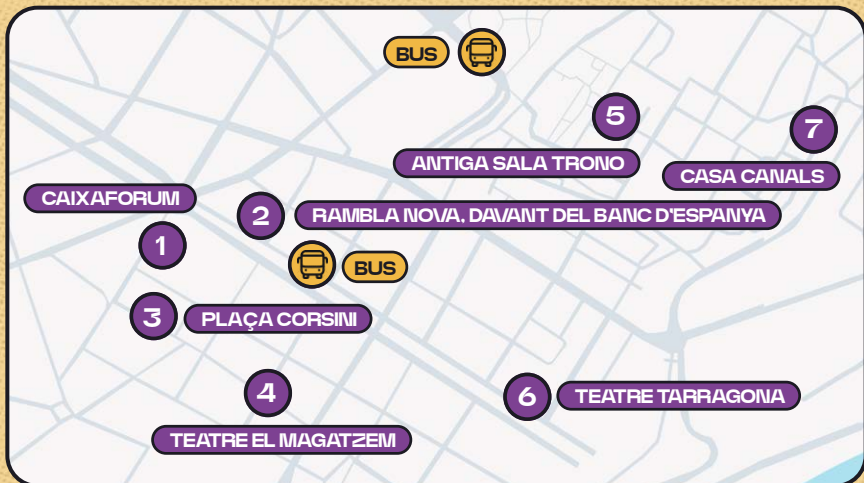 BUS
5
7
ANTIGA SALA TRONO
CASA CANALS
CAIXAFORUM
2
RAMBLA NOVA, DAVANT DEL BANC D'ESPANYA
1
BUS
3
PLAÇA CORSINI
4
6
TEATRE TARRAGONA
TEATRE EL MAGATZEM